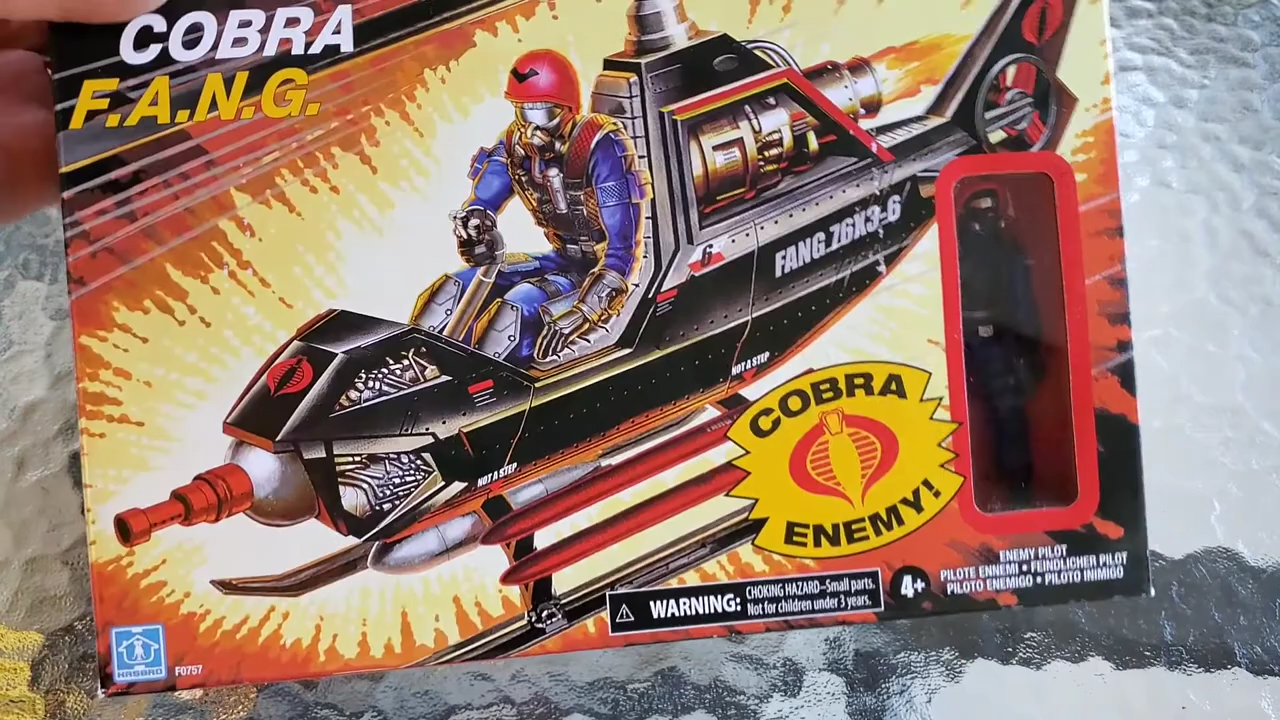 COBRA
F.A.N.G.
6
FANG Z6X3-6
NOT A STEP
NOT A STEP
COBRA
ENEMY!
ENEMY PILOT
PILOTE ENNEMI • FEINDLICHER PILOT
PILOTO ENEMIGO • PILOTO INIMIGO
WARNING: CHOKING HAZARD–Small parts.
Not for children under 3 years.
4+
HASBRO
F0757